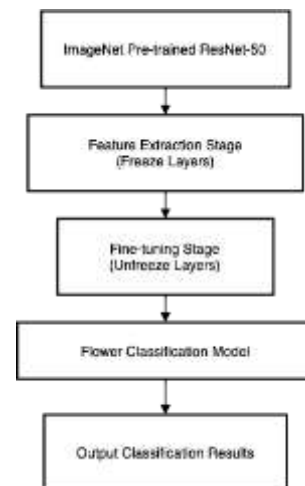 ImageNet Pre-trained ResNet-50
Feature Extraction Stage
(Freeze Layers)
Fine-tuning Stage
(Unfreeze Layers)
Flower Classification Model
Output Classification Results